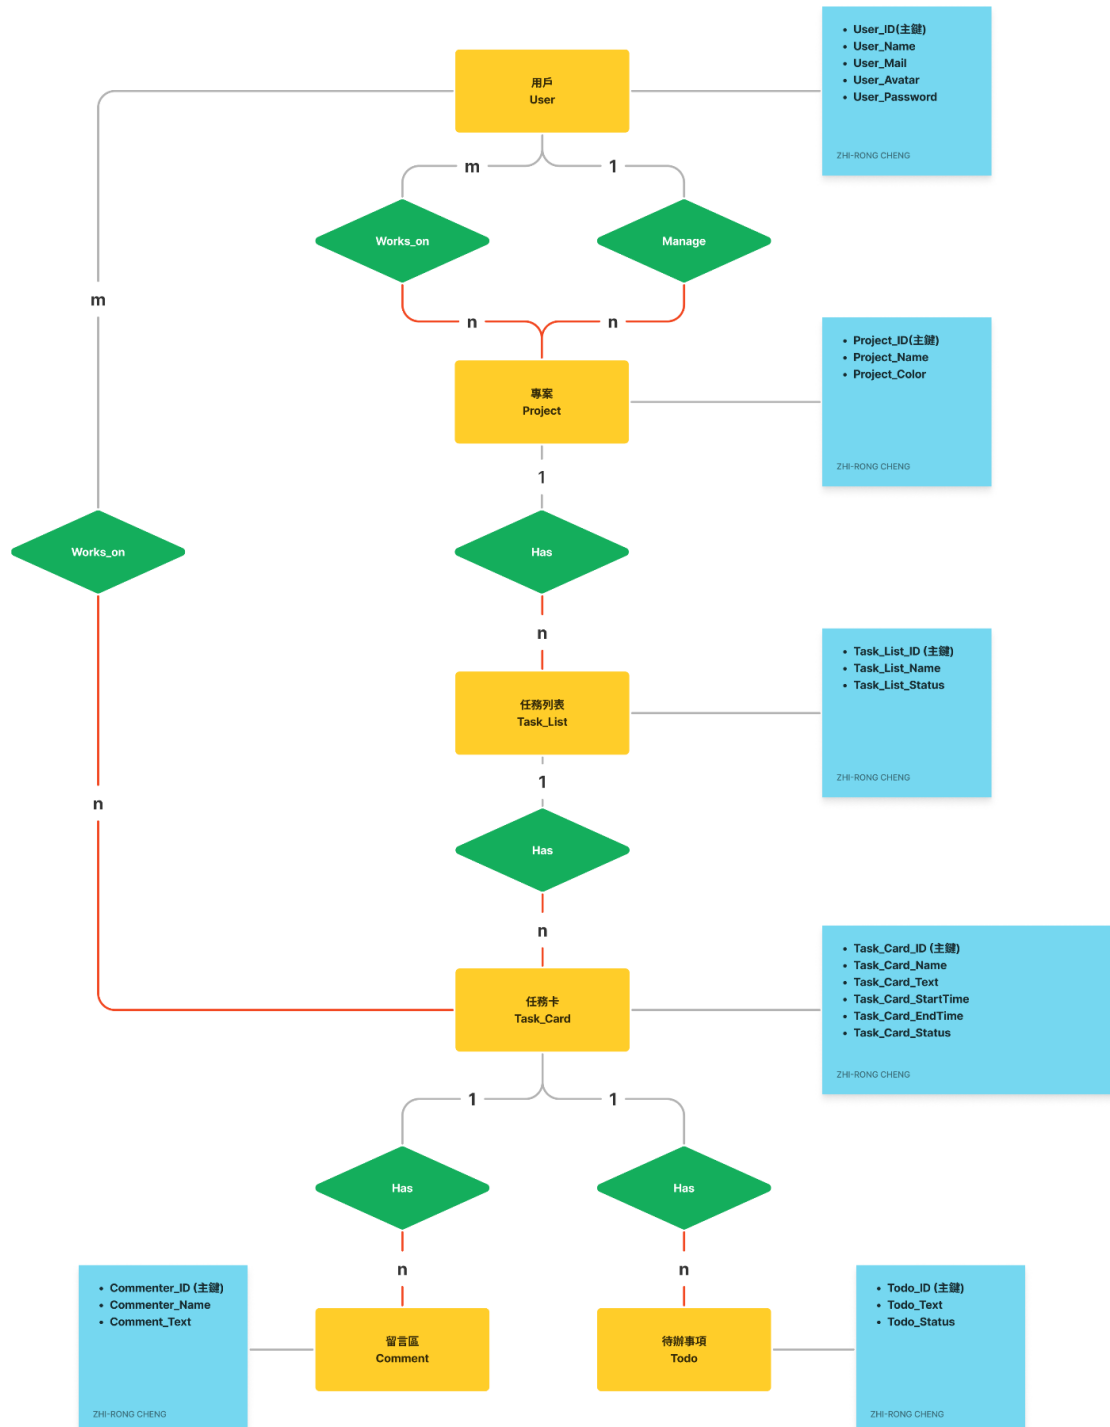 用戶
User
• User_ID(主鍵)
• User_Name
• User_Mail
• User_Avatar
• User_Password
ZHI-RONG CHENG
m
1
Works_on
Manage
m
n
n
專案
Project
• Project_ID(主鍵)
• Project_Name
• Project_Color
ZHI-RONG CHENG
1
Works_on
Has
n
任務列表
Task_List
• Task_List_ID (主鍵)
• Task_List_Name
• Task_List_Status
ZHI-RONG CHENG
1
n
Has
n
任務卡
Task_Card
• Task_Card_ID (主鍵)
• Task_Card_Name
• Task_Card_Text
• Task_Card_StartTime
• Task_Card_EndTime
• Task_Card_Status
ZHI-RONG CHENG
1
1
Has
Has
n
n
• Commenter_ID (主鍵)
• Commenter_Name
• Comment_Text
ZHI-RONG CHENG
留言區
Comment
待辦事項
Todo
• Todo_ID (主鍵)
• Todo_Text
• Todo_Status
ZHI-RONG CHENG